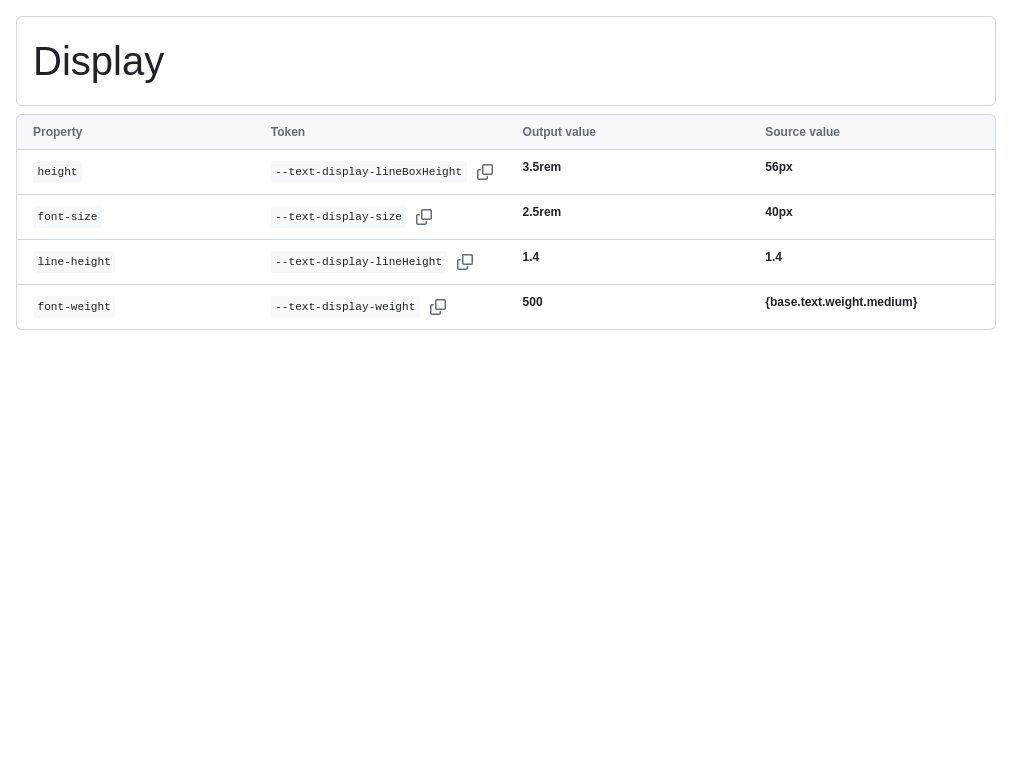 Display
Property Token Output value Source value
height --text-display-lineBoxHeight 3.5rem 56px
font-size --text-display-size 2.5rem 40px
line-height --text-display-lineHeight 1.4 1.4
font-weight --text-display-weight 500 {base.text.weight.medium}